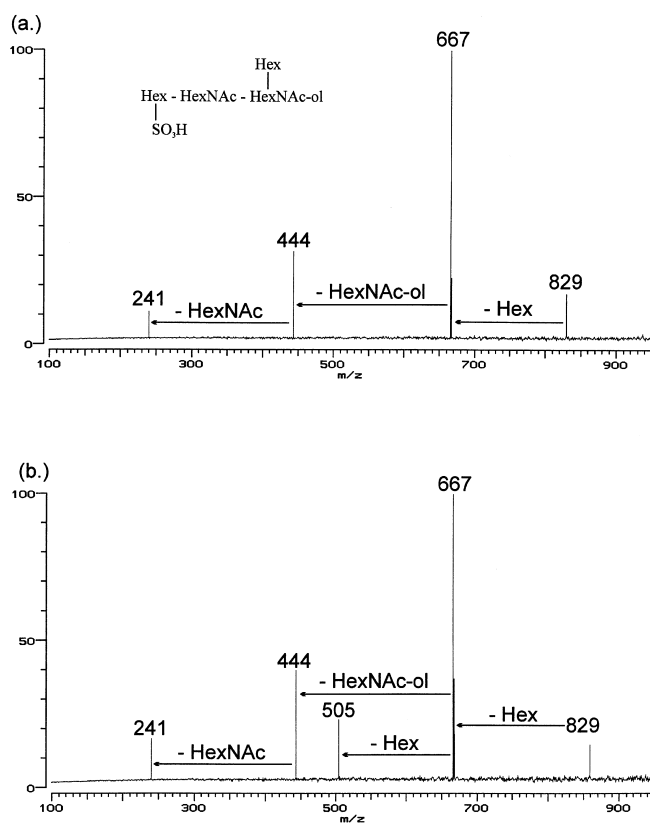 (a.)
100
667
Hex
Hex - HexNAc - HexNAc-ol
SO₃H
50
444
- HexNAc-ol
241
- HexNAc
- Hex
829
0
100
300
500
700
900
m/z
(b.)
100
667
50
444
- HexNAc-ol
505
241
- HexNAc
- Hex
- Hex
829
0
100
300
500
700
900
m/z